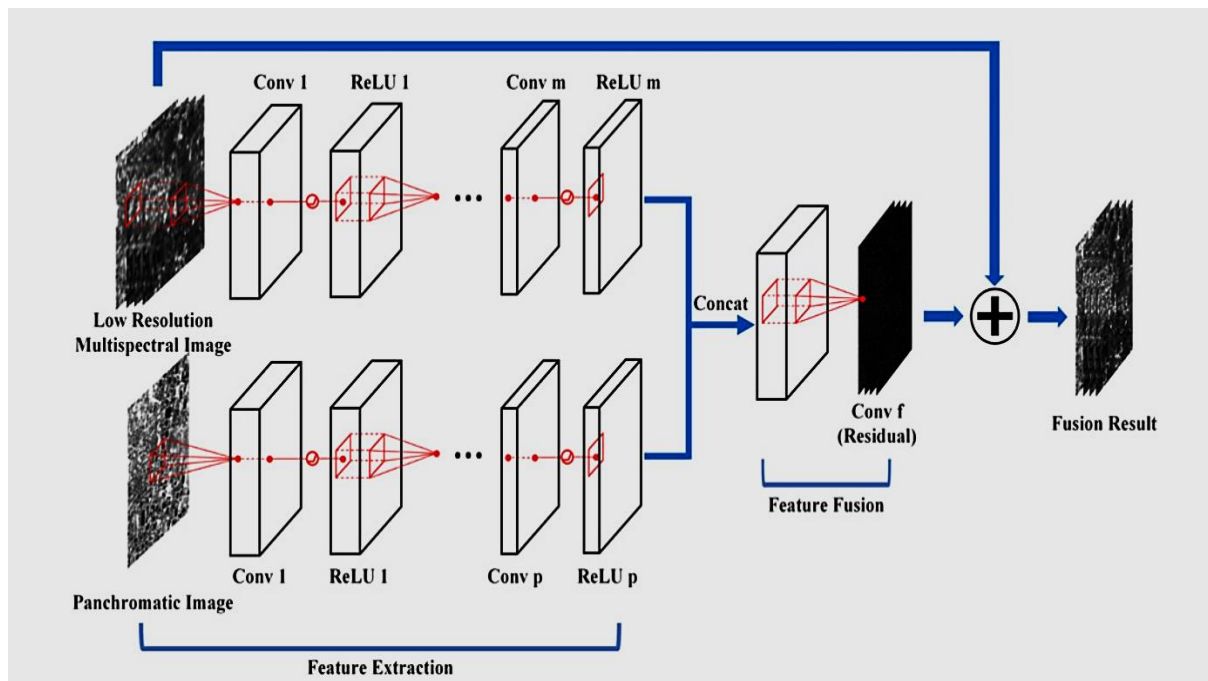 Conv 1
ReLU 1
Conv m
ReLU m
Low Resolution
Multispectral Image
Concat
Conv f
(Residual)
Fusion Result
Feature Fusion
Conv 1
ReLU 1
Conv p
ReLU p
Panchromatic Image
Feature Extraction